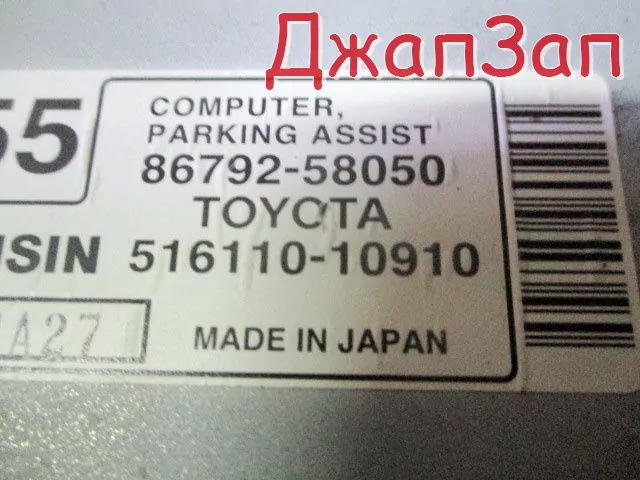 ДжапЗап
55
COMPUTER,
PARKING ASSIST
86792-58050
TOYOTA
ISIN 516110-10910
A27
MADE IN JAPAN